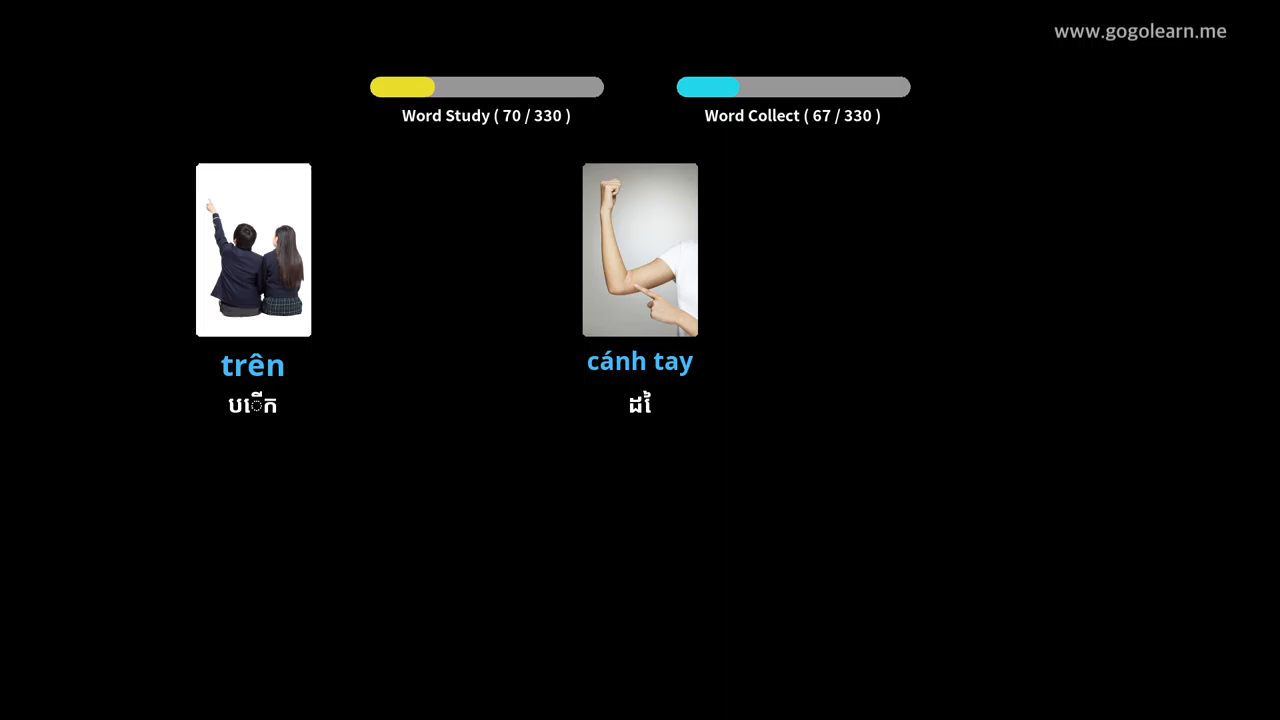 www.gogolearn.me
Word Study ( 70 / 330 )
Word Collect ( 67 / 330 )
trên
cánh tay
បើក
ដៃ